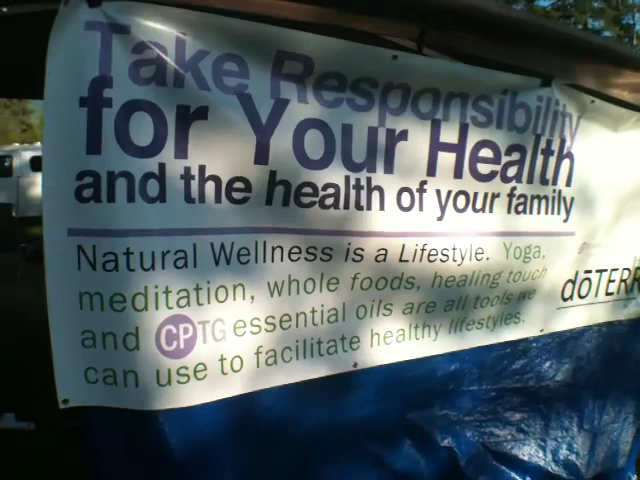 Take Responsibility
for Your Health
and the health of your family
Natural Wellness is a Lifestyle. Yoga,
meditation, whole foods, healing touch
and CPTG essential oils are all tools we
can use to facilitate healthy lifestyles.
dōTERR